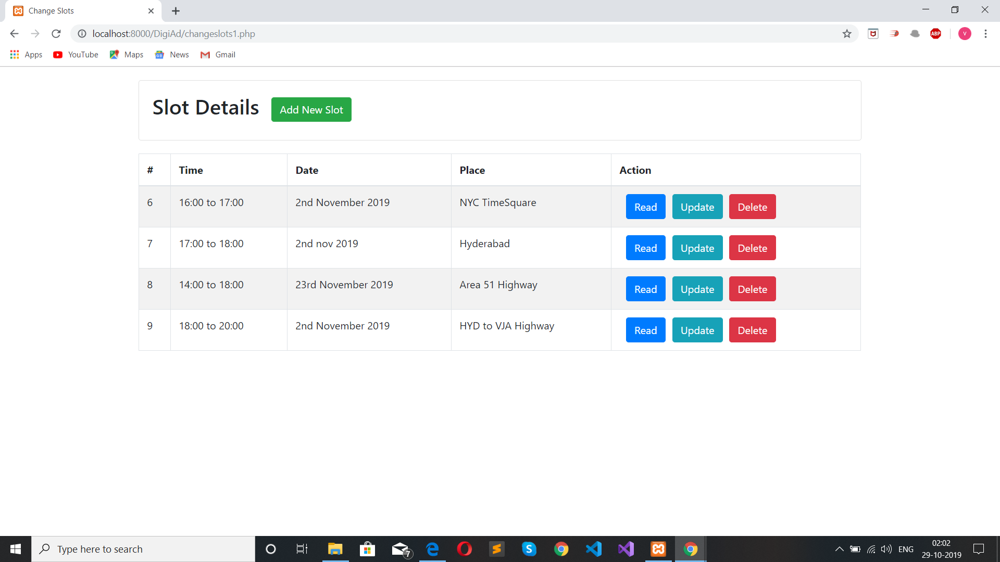 Change Slots
localhost:8000/DigiAd/changeslots1.php
ABP
V
Apps YouTube Maps News Gmail
Slot Details Add New Slot
# Time Date Place Action
6 16:00 to 17:00 2nd November 2019 NYC TimeSquare Read Update Delete
7 17:00 to 18:00 2nd nov 2019 Hyderabad Read Update Delete
8 14:00 to 18:00 23rd November 2019 Area 51 Highway Read Update Delete
9 18:00 to 20:00 2nd November 2019 HYD to VJA Highway Read Update Delete
Type here to search
7
ENG
02:02
29-10-2019